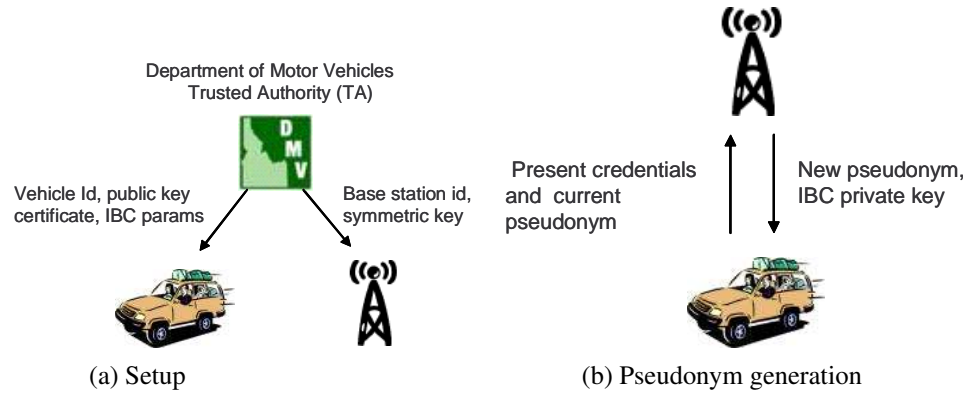 Department of Motor Vehicles
Trusted Authority (TA)
D
M
V
Vehicle Id, public key
certificate, IBC params
Base station id,
symmetric key
(a) Setup
Present credentials
and current
pseudonym
New pseudonym,
IBC private key
(b) Pseudonym generation